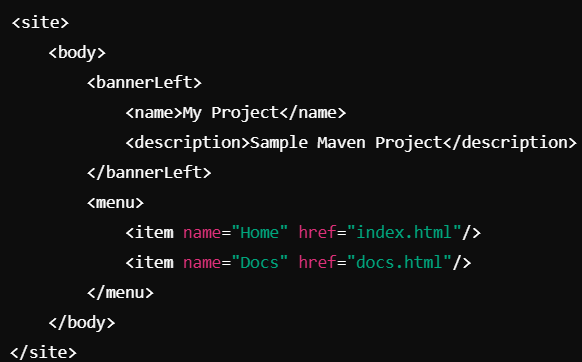 <site>
    <body>
        <bannerLeft>
            <name>My Project</name>
            <description>Sample Maven Project</description>
        </bannerLeft>
        <menu>
            <item name="Home" href="index.html"/>
            <item name="Docs" href="docs.html"/>
        </menu>
    </body>
</site>